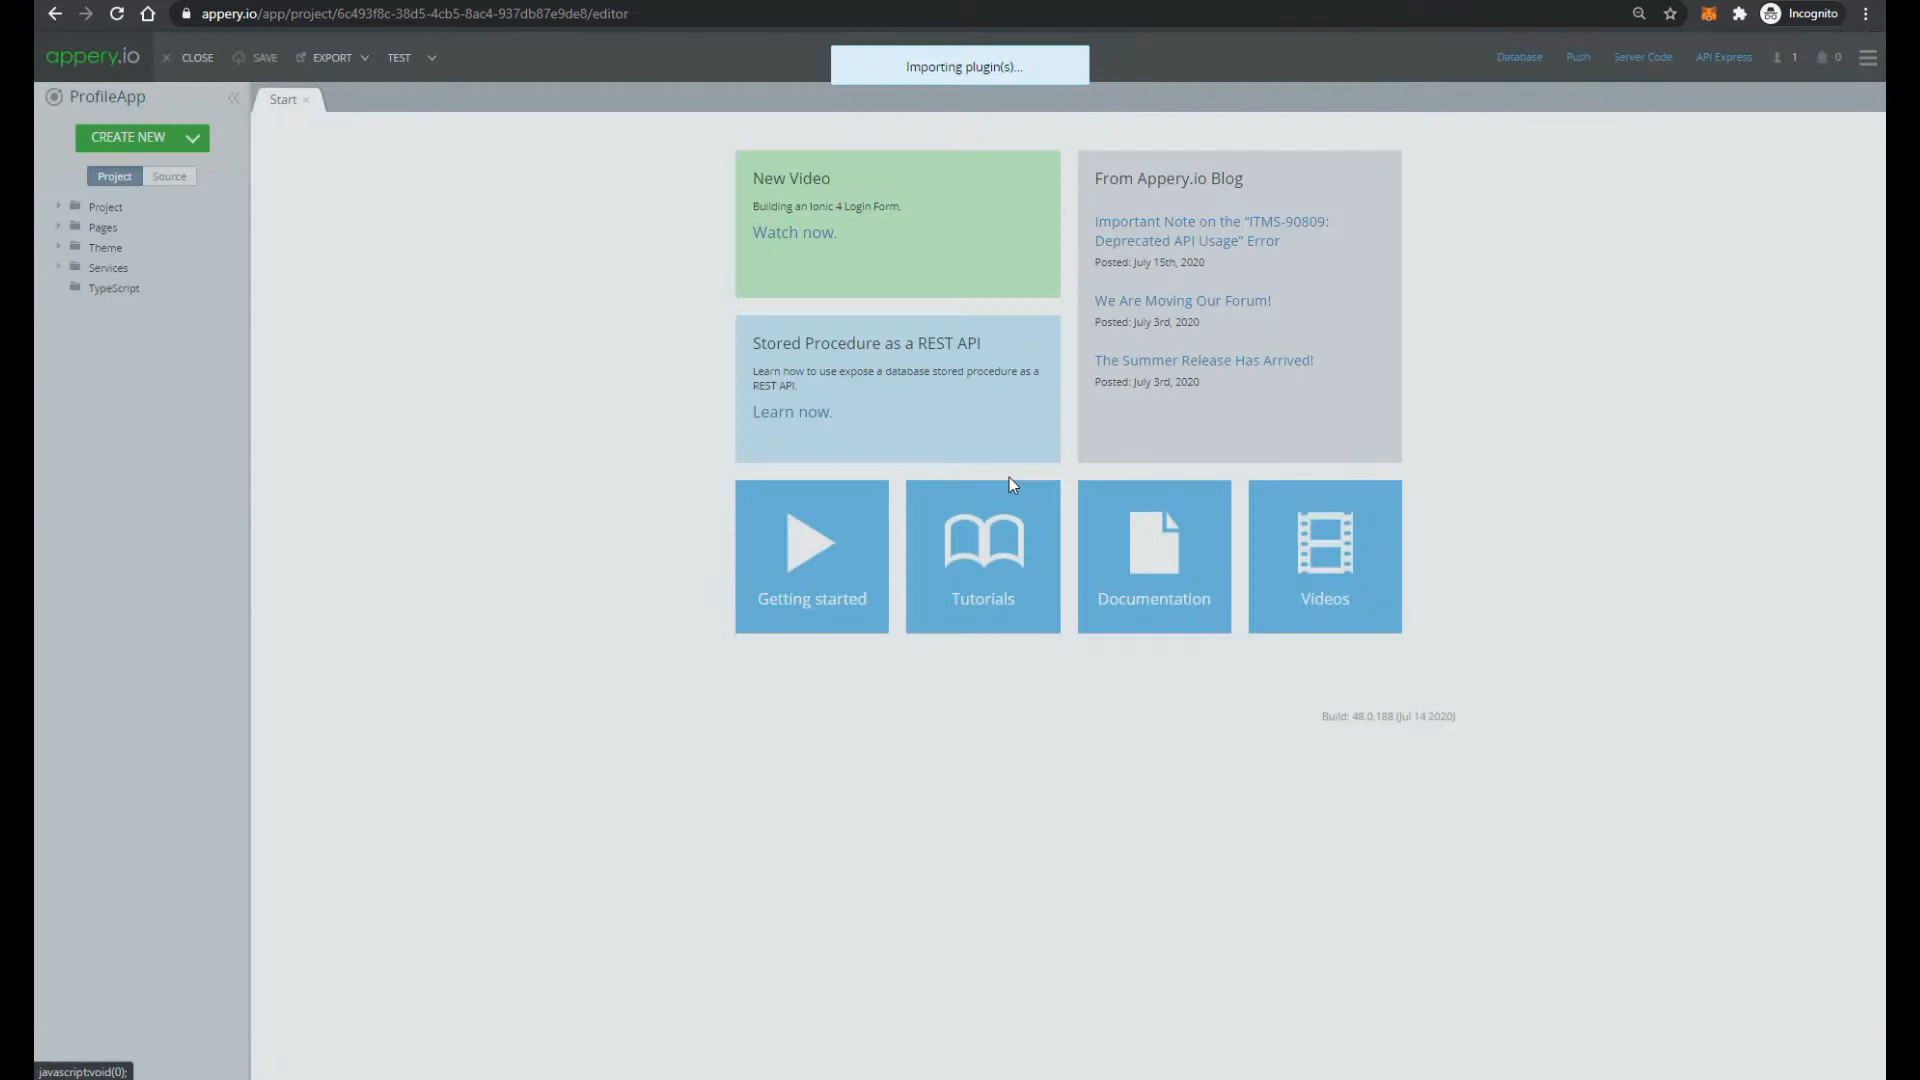 appery.io/app/project/6c493f8c-38d5-4cb5-8ac4-937db87e9de8/editor
Incognito
appery.io
CLOSE
SAVE
EXPORT
TEST
Importing plugin(s)...
Database
Push
Server Code
API Express
1
0
ProfileApp
Start
CREATE NEW
Project
Source
Project
Pages
Theme
Services
TypeScript
New Video
Building an Ionic 4 Login Form.
Watch now.
Stored Procedure as a REST API
Learn how to use expose a database stored procedure as a
REST API.
Learn now.
From Appery.io Blog
Important Note on the “ITMS-90809:
Deprecated API Usage” Error
Posted: July 15th, 2020
We Are Moving Our Forum!
Posted: July 3rd, 2020
The Summer Release Has Arrived!
Posted: July 3rd, 2020
Getting started
Tutorials
Documentation
Videos
Build: 48.0.188 (Jul 14 2020)
javascript:void(0);